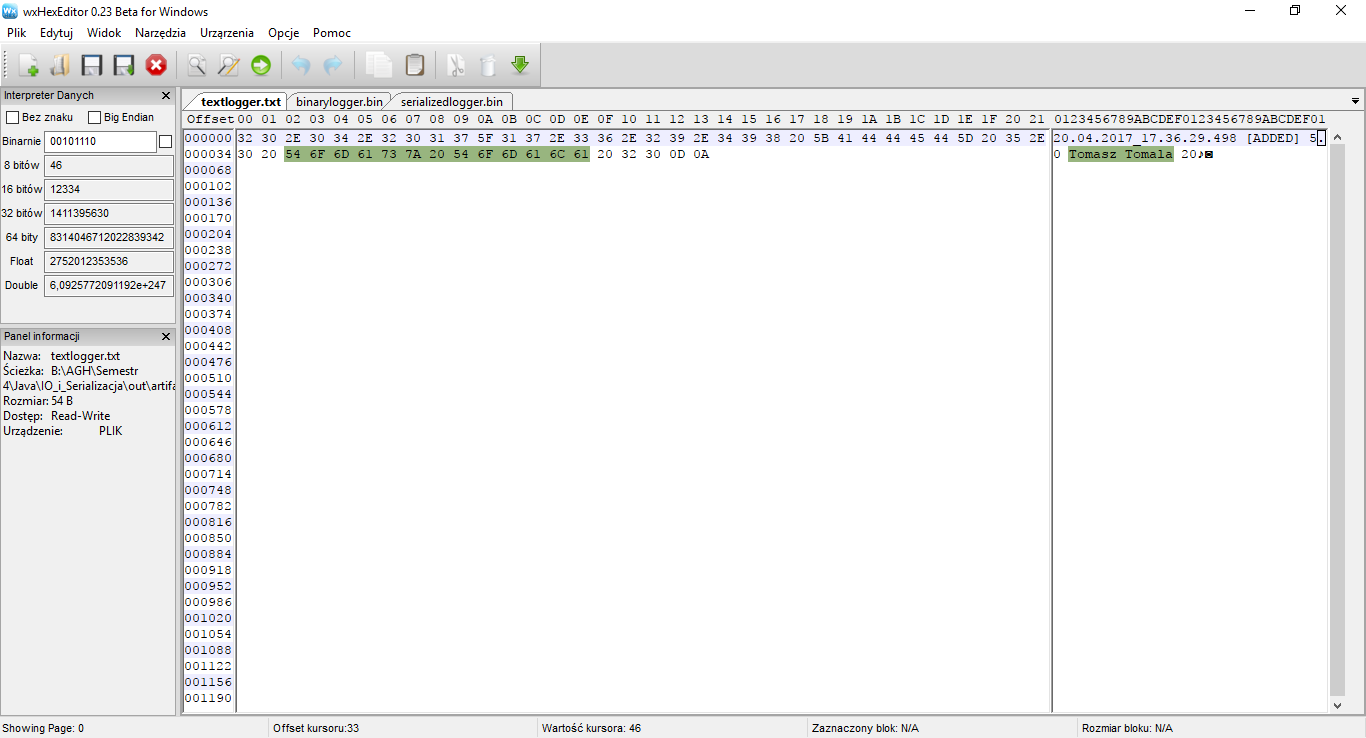 wxHexEditor 0.23 Beta for Windows
Plik Edytuj Widok Narzędzia Urządzenia Opcje Pomoc
Interpreter Danych
Bez znaku Big Endian
Binarnie 00101110
8 bitów 46
16 bitów 12334
32 bitów 1411395630
64 bity 8314046712022839342
Float 2752012353536
Double 6,0925772091192e+247
Panel informacji
Nazwa: textlogger.txt
Ścieżka: B:\AGH\Semestr
4\Java\IO_i_Serializacja\out\artifa
Rozmiar: 54 B
Dostęp: Read-Write
Urządzenie: PLIK
textlogger.txt binarylogger.bin serializedlogger.bin
Offset 00 01 02 03 04 05 06 07 08 09 0A 0B 0C 0D 0E 0F 10 11 12 13 14 15 16 17 18 19 1A 1B 1C 1D 1E 1F 20 21 0123456789ABCDEF0123456789ABCDEF01
000000 32 30 2E 30 34 2E 32 30 31 37 5F 31 37 2E 33 36 2E 32 39 2E 34 39 38 20 5B 41 44 44 45 44 5D 20 35 2E 20.04.2017_17.36.29.498 [ADDED] 5.
000034 30 20 54 6F 6D 61 73 7A 20 54 6F 6D 61 6C 61 20 32 30 0D 0A 0 Tomasz Tomala 20♪◙
000068
000102
000136
000170
000204
000238
000272
000306
000340
000374
000408
000442
000476
000510
000544
000578
000612
000646
000680
000714
000748
000782
000816
000850
000884
000918
000952
000986
001020
001054
001088
001122
001156
001190
Showing Page: 0 Offset kursoru:33 Wartość kursora: 46 Zaznaczony blok: N/A Rozmiar bloku: N/A